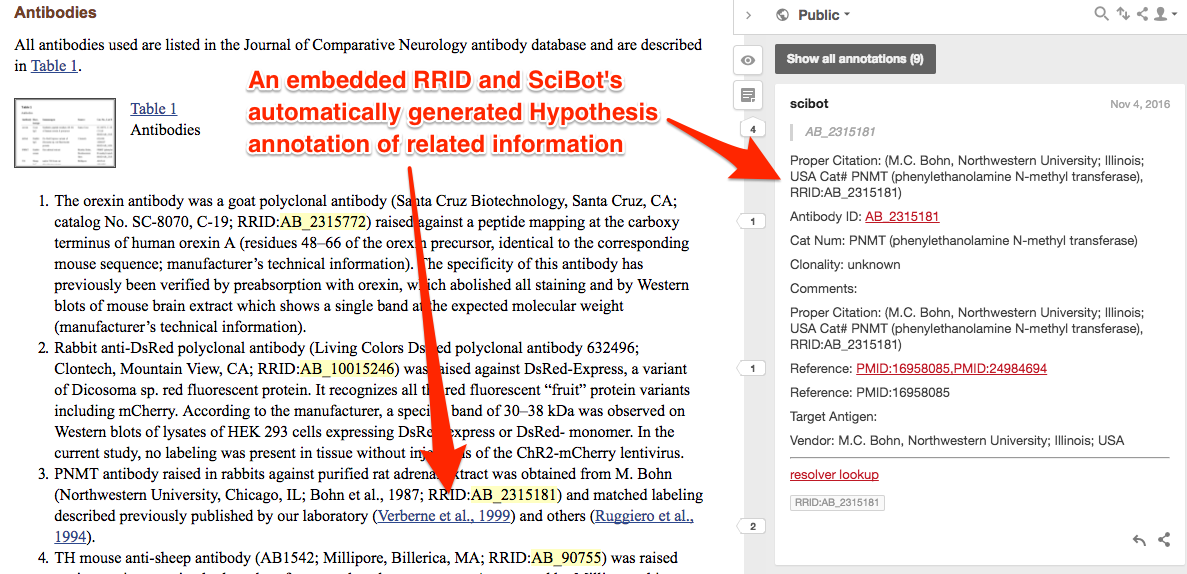 Antibodies
All antibodies used are listed in the Journal of Comparative Neurology antibody database and are described
in Table 1.
Table 1
Antibodies
An embedded RRID and SciBot's
automatically generated Hypothesis
annotation of related information
1. The orexin antibody was a goat polyclonal antibody (Santa Cruz Biotechnology, Santa Cruz, CA;
catalog No. SC-8070, C-19; RRID:AB_2315772) raised against a peptide mapping at the carboxy
terminus of human orexin A (residues 48–66 of the orexin precursor, identical to the corresponding
mouse sequence; manufacturer’s technical information). The specificity of this antibody has
previously been verified by preabsorption with orexin, which abolished all staining and by Western
blots of mouse brain extract which shows a single band at the expected molecular weight
(manufacturer’s technical information).
2. Rabbit anti-DsRed polyclonal antibody (Living Colors DsRed polyclonal antibody 632496;
Clontech, Mountain View, CA; RRID:AB_10015246) was raised against DsRed-Express, a variant
of Dicosoma sp. red fluorescent protein. It recognizes all the red fluorescent “fruit” protein variants
including mCherry. According to the manufacturer, a specific band of 30–38 kDa was observed on
Western blots of lysates of HEK 293 cells expressing DsRed-express or DsRed- monomer. In the
current study, no labeling was present in tissue without injections of the ChR2-mCherry lentivirus.
3. PNMT antibody raised in rabbits against purified rat adrenal extract was obtained from M. Bohn
(Northwestern University, Chicago, IL; Bohn et al., 1987; RRID:AB_2315181) and matched labeling
described previously published by our laboratory (Verberne et al., 1999) and others (Ruggiero et al.,
1994).
4. TH mouse anti-sheep antibody (AB1542; Millipore, Billerica, MA; RRID:AB_90755) was raised
Public
Show all annotations (9)
4
1
1
2
scibot
Nov 4, 2016
AB_2315181
Proper Citation: (M.C. Bohn, Northwestern University; Illinois;
USA Cat# PNMT (phenylethanolamine N-methyl transferase),
RRID:AB_2315181)
Antibody ID: AB_2315181
Cat Num: PNMT (phenylethanolamine N-methyl transferase)
Clonality: unknown
Comments:
Proper Citation: (M.C. Bohn, Northwestern University; Illinois;
USA Cat# PNMT (phenylethanolamine N-methyl transferase),
RRID:AB_2315181)
Reference: PMID:16958085,PMID:24984694
Reference: PMID:16958085
Target Antigen:
Vendor: M.C. Bohn, Northwestern University; Illinois; USA
resolver lookup
RRID:AB_2315181